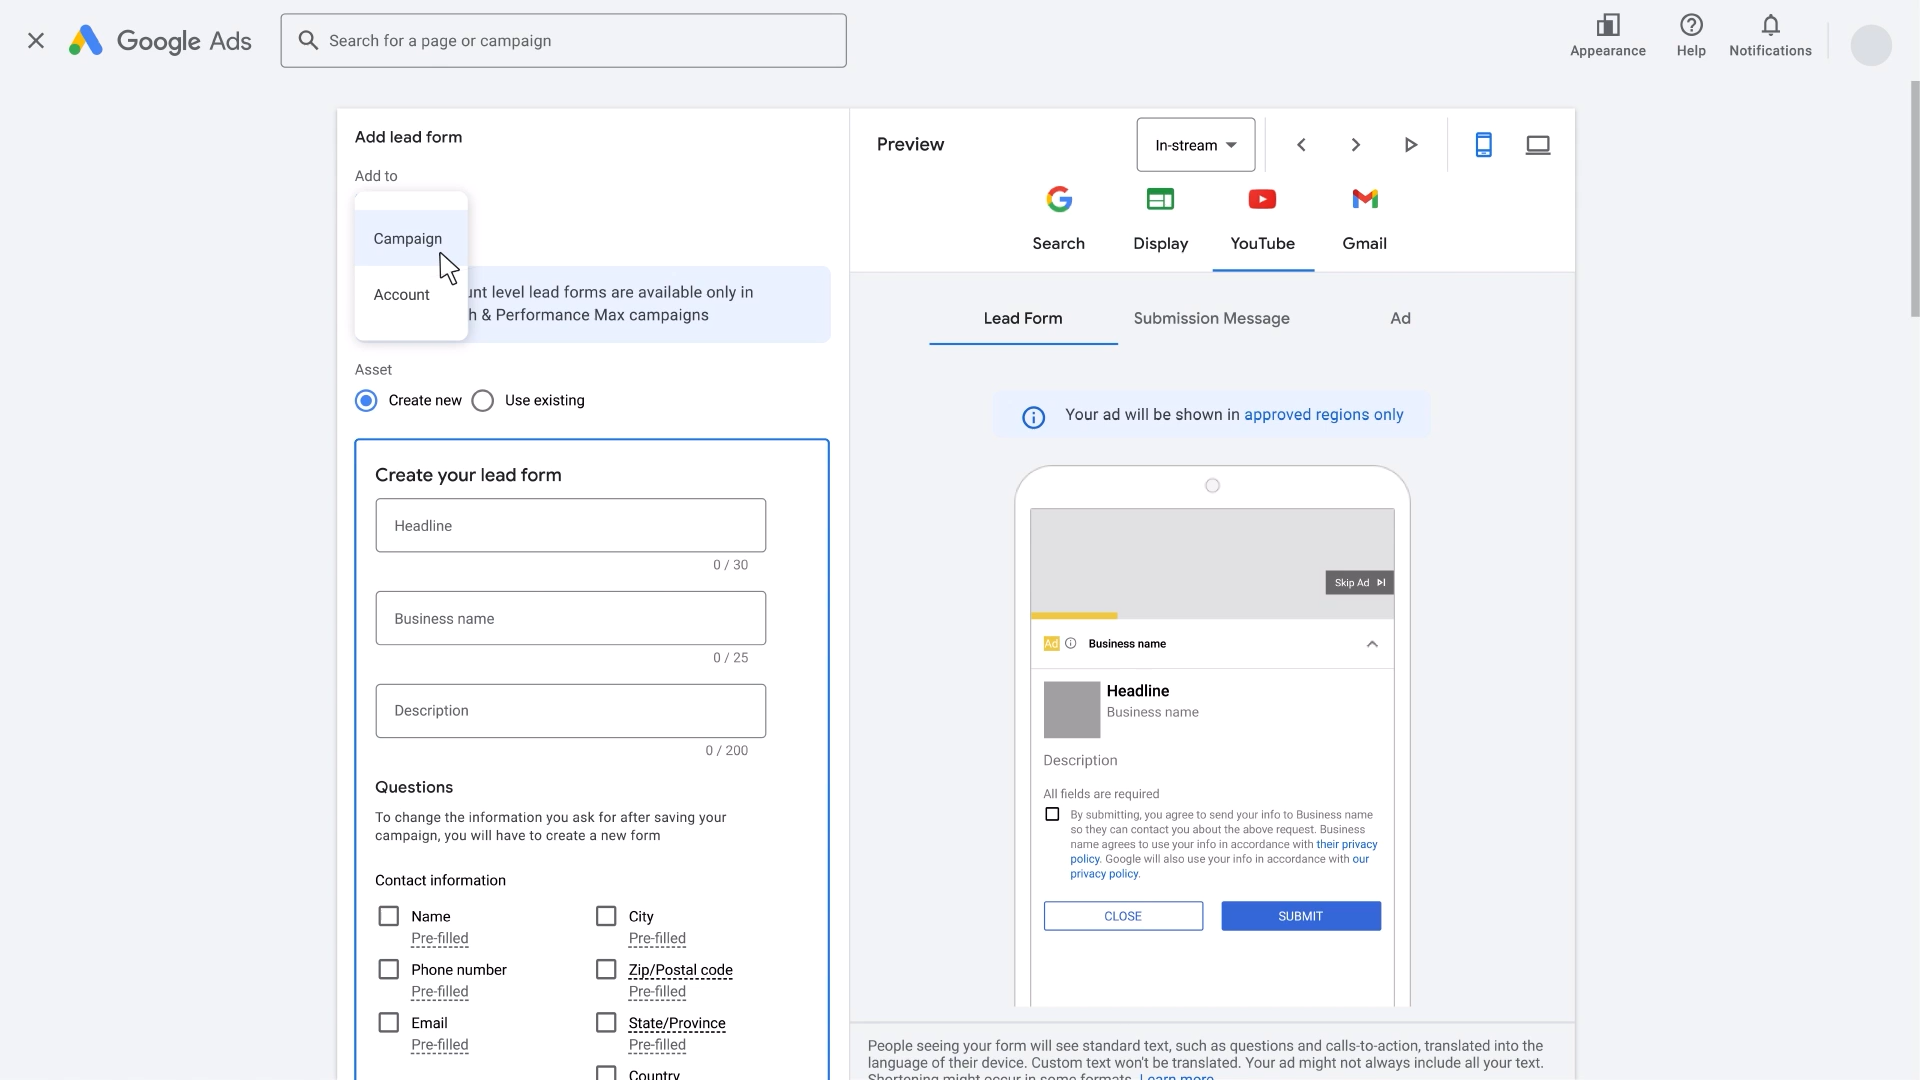 Google Ads
Search for a page or campaign
Appearance
Help
Notifications
Add lead form
Add to
Campaign
Account
unt level lead forms are available only in
h & Performance Max campaigns
Asset
Create new
Use existing
Create your lead form
Headline
0 / 30
Business name
0 / 25
Description
0 / 200
Questions
To change the information you ask for after saving your
campaign, you will have to create a new form
Contact information
Name
Pre-filled
City
Pre-filled
Phone number
Pre-filled
Zip/Postal code
Pre-filled
Email
Pre-filled
State/Province
Pre-filled
Country
Preview
In-stream
Search
Display
YouTube
Gmail
Lead Form
Submission Message
Ad
Your ad will be shown in approved regions only
Skip Ad
Ad
Business name
Headline
Business name
Description
All fields are required
By submitting, you agree to send your info to Business name
so they can contact you about the above request. Business
name agrees to use your info in accordance with their privacy
policy. Google will also use your info in accordance with our
privacy policy.
CLOSE
SUBMIT
People seeing your form will see standard text, such as questions and calls-to-action, translated into the
language of their device. Custom text won't be translated. Your ad might not always include all your text.
Shortening might occur in some formats. Learn more